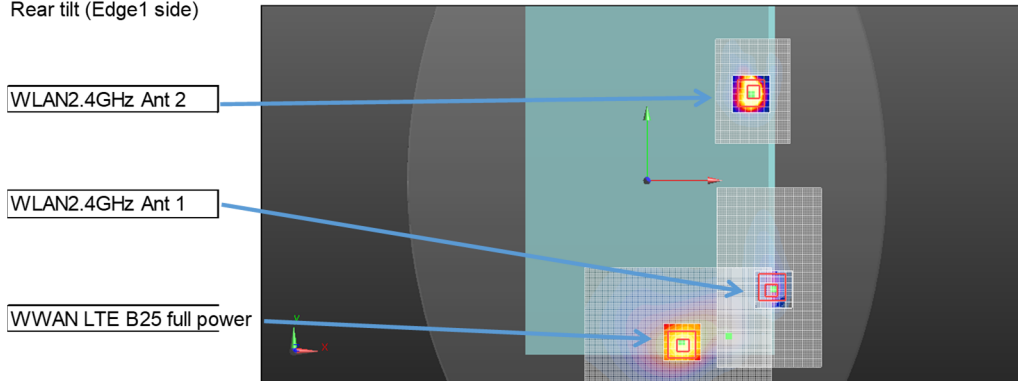 Rear tilt (Edge1 side)
WLAN2.4GHz Ant 2
WLAN2.4GHz Ant 1
WWAN LTE B25 full power
y
x